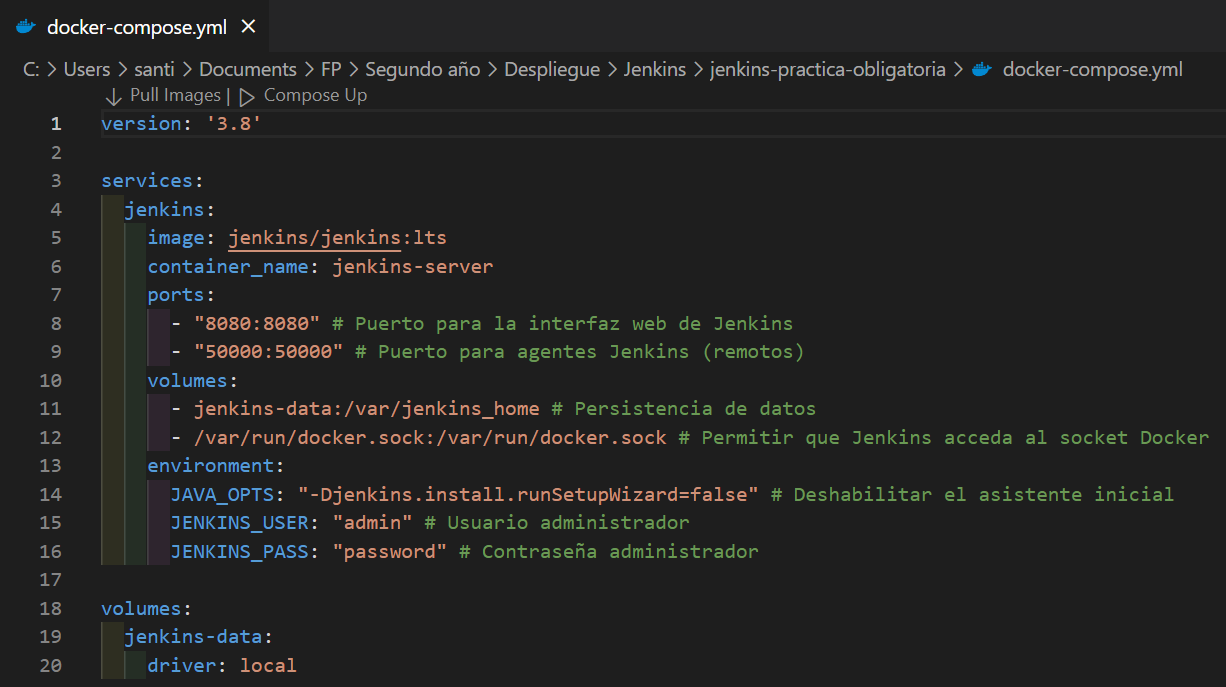 docker-compose.yml ×
C: > Users > santi > Documents > FP > Segundo año > Despliegue > Jenkins > jenkins-practica-obligatoria > docker-compose.yml
Pull Images | Compose Up
1 version: '3.8'
2
3 services:
4   jenkins:
5     image: jenkins/jenkins:lts
6     container_name: jenkins-server
7     ports:
8       - "8080:8080" # Puerto para la interfaz web de Jenkins
9       - "50000:50000" # Puerto para agentes Jenkins (remotos)
10     volumes:
11       - jenkins-data:/var/jenkins_home # Persistencia de datos
12       - /var/run/docker.sock:/var/run/docker.sock # Permitir que Jenkins acceda al socket Docker
13     environment:
14       JAVA_OPTS: "-Djenkins.install.runSetupWizard=false" # Deshabilitar el asistente inicial
15       JENKINS_USER: "admin" # Usuario administrador
16       JENKINS_PASS: "password" # Contraseña administrador
17
18 volumes:
19   jenkins-data:
20     driver: local